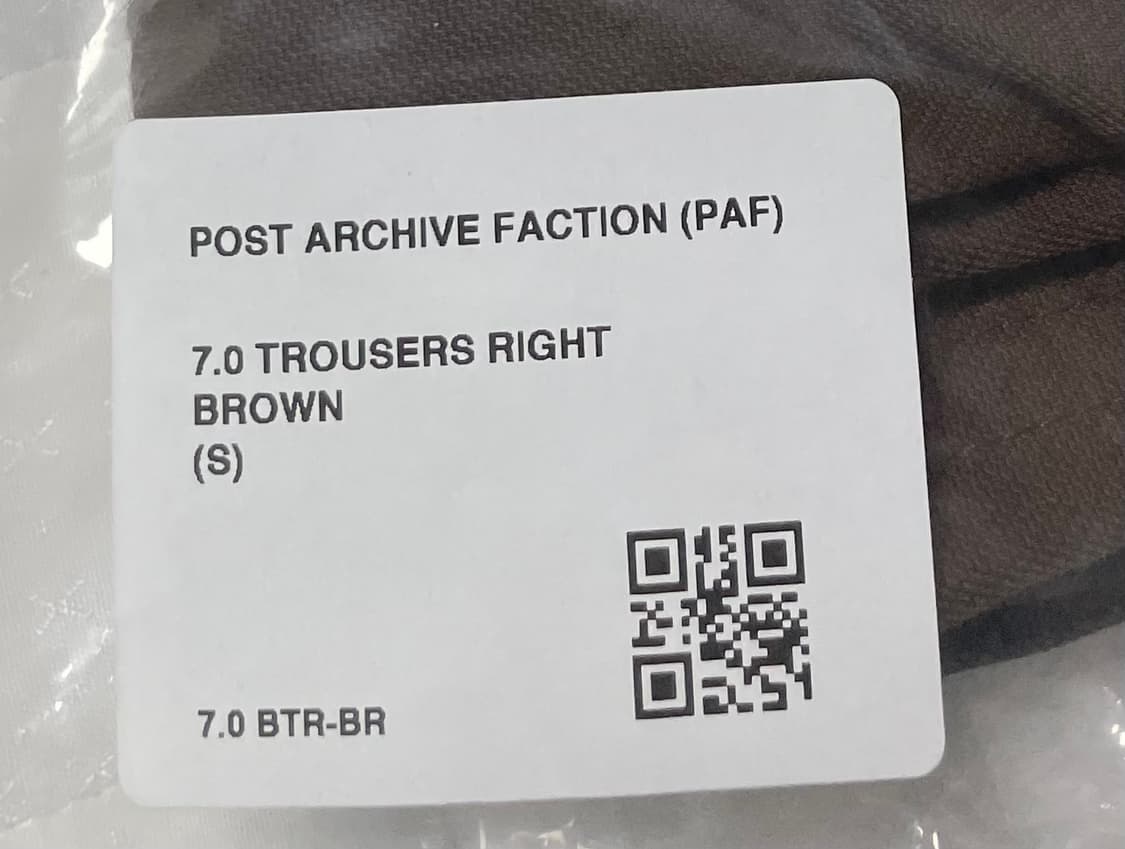 POST ARCHIVE FACTION (PAF)
7.0 TROUSERS RIGHT
BROWN
(S)
7.0 BTR-BR